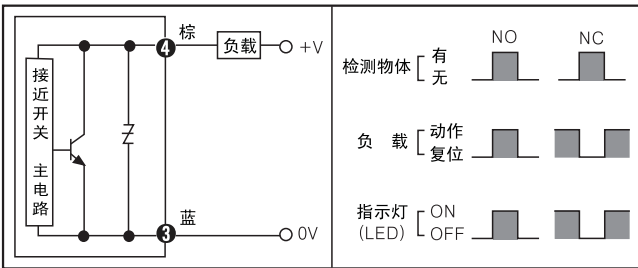 棕
4
负载
+V
接近开关 主电路
蓝
3
0V
NO NC
检测物体 有 无
负 载 动作 复位
指示灯 (LED) ON OFF